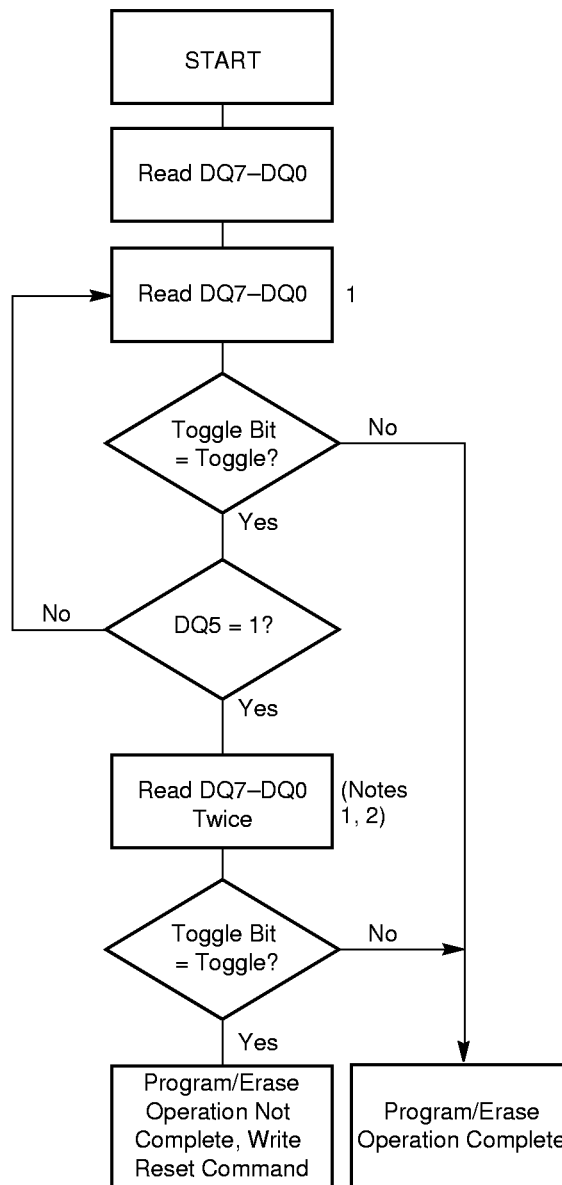 START
Read DQ7–DQ0
Read DQ7–DQ0
1
Toggle Bit
= Toggle?
No
Yes
No
DQ5 = 1?
Yes
Read DQ7–DQ0
Twice
(Notes
1, 2)
Toggle Bit
= Toggle?
No
Yes
Program/Erase
Operation Not
Complete, Write
Reset Command
Program/Erase
Operation Complete